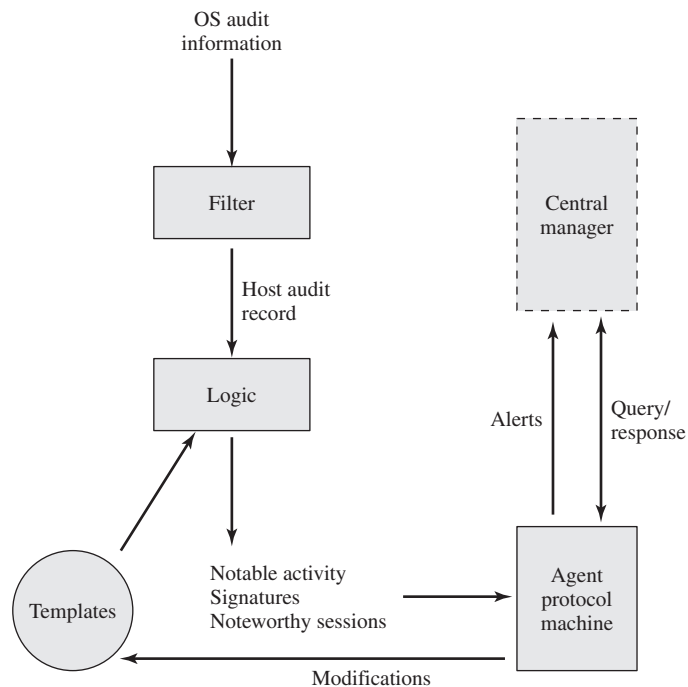 OS audit
information
Filter
Host audit
record
Logic
Templates
Notable activity
Signatures
Noteworthy sessions
Modifications
Central
manager
Alerts
Query/
response
Agent
protocol
machine